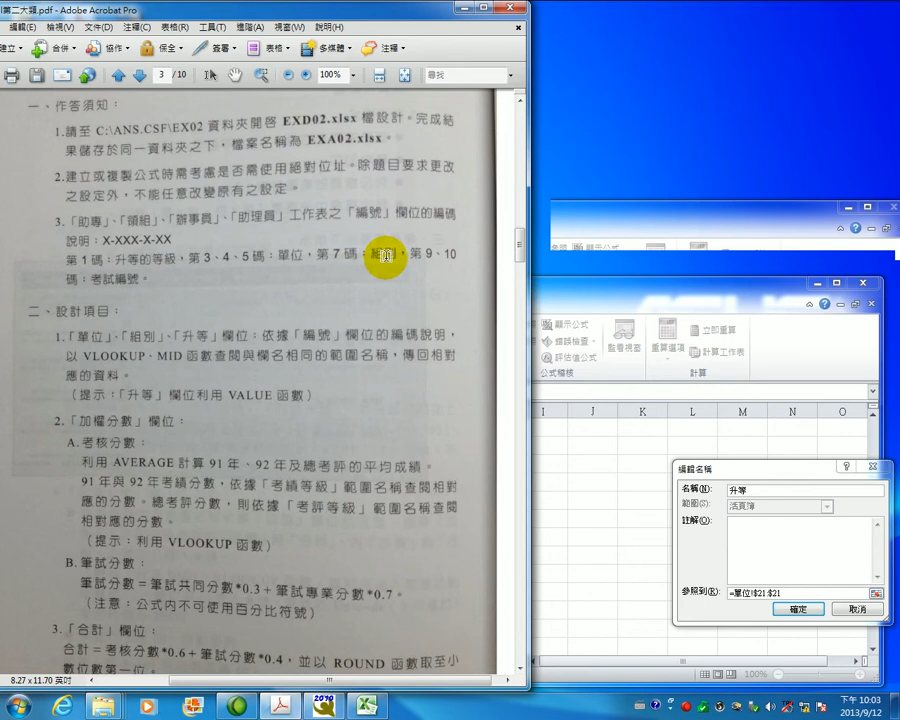 第二大類.pdf - Adobe Acrobat Pro
編輯(E) 檢視(V) 文件(D) 注釋(C) 表格(R) 工具(T) 進階(A) 視窗(W) 說明(H)
建立 合併 協作 保全 簽署 表格 多媒體 注釋
3 / 10 100% 尋找
一、作答須知：
1.請至 C:\ANS.CSF\EX02 資料夾開啓 EXD02.xlsx 檔設計。完成結
果儲存於同一資料夾之下，檔案名稱為 EXA02.xlsx。
2.建立或複製公式時需考慮是否需使用絕對位址。除題目要求更改
之設定外，不能任意改變原有之設定。
3.「助專」、「領組」、「辦事員」、「助理員」工作表之「編號」欄位的編碼
說明：X-XXX-X-XX
第 1 碼：升等的等級，第 3、4、5 碼：單位，第 7 碼：組別，第 9、10
碼：考試編號。
二、設計項目：
1.「單位」、「組別」、「升等」欄位：依據「編號」欄位的編碼說明，
以 VLOOKUP、MID 函數查閱與欄名相同的範圍名稱，傳回相對
應的資料。
（提示：「升等」欄位利用 VALUE 函數）
2.「加權分數」欄位：
A.考核分數：
利用 AVERAGE 計算 91 年、92 年及總考評的平均成績。
91 年與 92 年考績分數，依據「考績等級」範圍名稱查閱相對
應的分數。總考評分數，則依據「考評等級」範圍名稱查閱
相對應的分數。
（提示：利用 VLOOKUP 函數）
B.筆試分數：
筆試分數＝筆試共同分數*0.3＋筆試專業分數*0.7。
（注意：公式內不可使用百分比符號）
3.「合計」欄位：
合計＝考核分數*0.6＋筆試分數*0.4，並以 ROUND 函數取至小
數位數第一位。
8.27 x 11.70 英吋
顯示公式
錯誤檢查
評估值公式
公式稽核
監看視窗
重算選項
立即重算
計算工作表
計算
I J K L M N O
編輯名稱
名稱(N): 升等
範圍(S): 活頁簿
註解(O):
參照到(R): =單位!$21:$21
確定 取消
100%
下午 10:03
2013/9/12